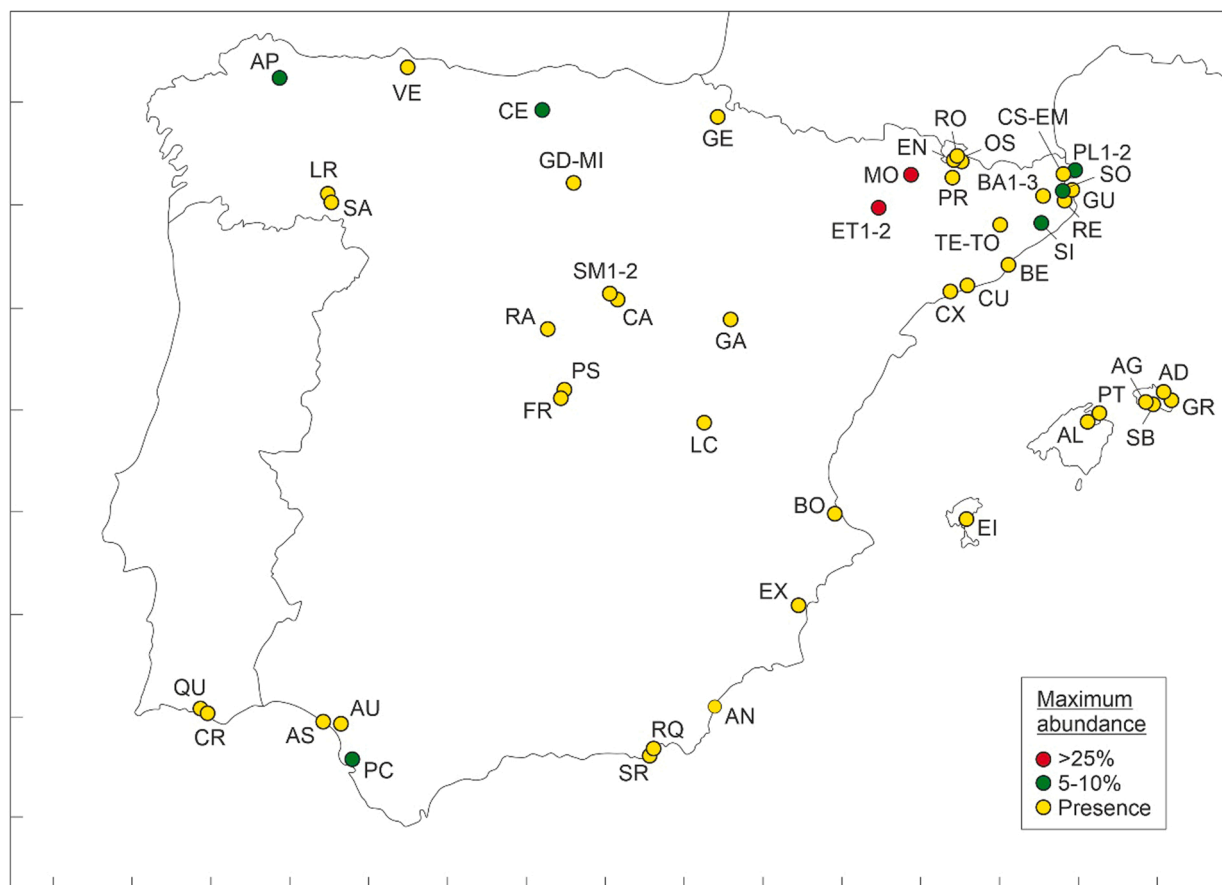 AP
VE
CE
GE
RO
CS-EM
EN
OS
PL1-2
GD-MI
MO
BA1-3
SO
LR
SA
PR
GU
ET1-2
TE-TO
RE
SI
BE
SM1-2
CU
CX
RA
CA
GA
PS
AG
AD
PT
FR
GR
AL
SB
LC
BO
EI
EX
QU
AU
AN
CR
AS
RQ
PC
SR
Maximum
abundance
>25%
5-10%
Presence